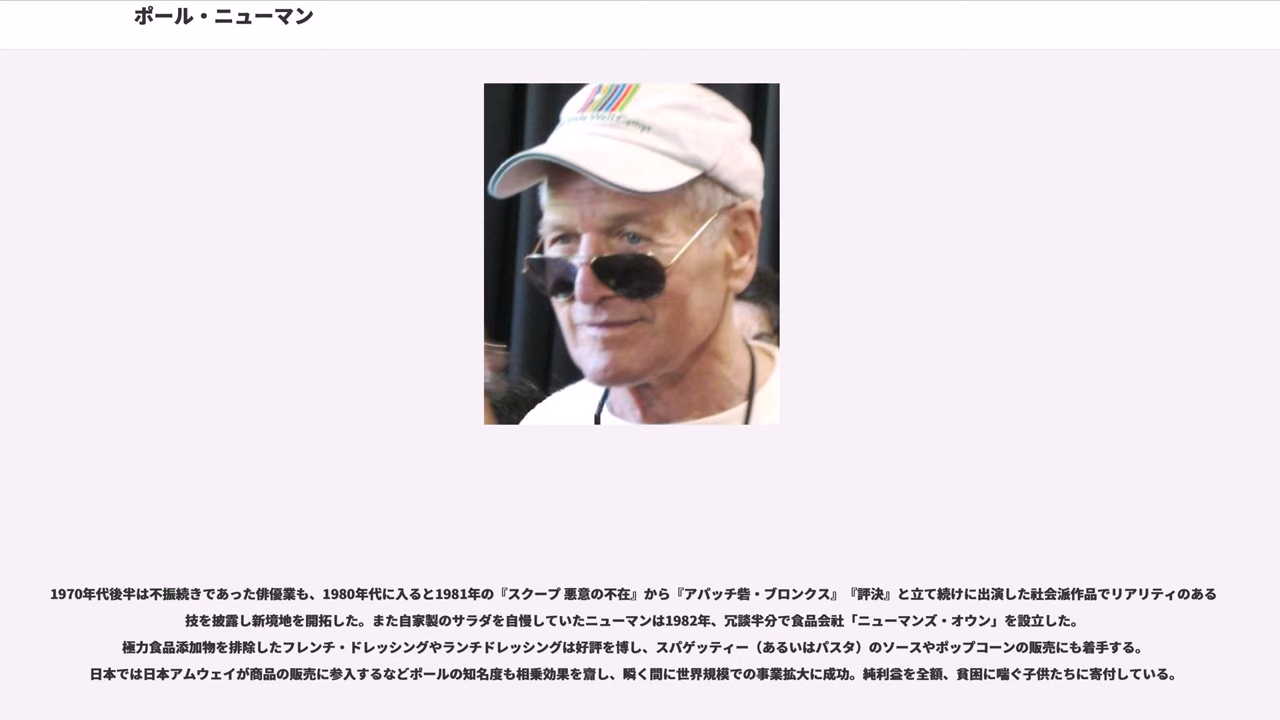 ポール・ニューマン
1970年代後半は不振続きであった俳優業も、1980年代に入ると1981年の『スクープ 悪意の不在』から『アパッチ砦・ブロンクス』『評決』と立て続けに出演した社会派作品でリアリティのある
技を披露し新境地を開拓した。また自家製のサラダを自慢していたニューマンは1982年、冗談半分で食品会社「ニューマンズ・オウン」を設立した。
極力食品添加物を排除したフレンチ・ドレッシングやランチドレッシングは好評を博し、スパゲッティー（あるいはパスタ）のソースやポップコーンの販売にも着手する。
日本では日本アムウェイが商品の販売に参入するなどポールの知名度も相乗効果を齎し、瞬く間に世界規模での事業拡大に成功。純利益を全額、貧困に喘ぐ子供たちに寄付している。